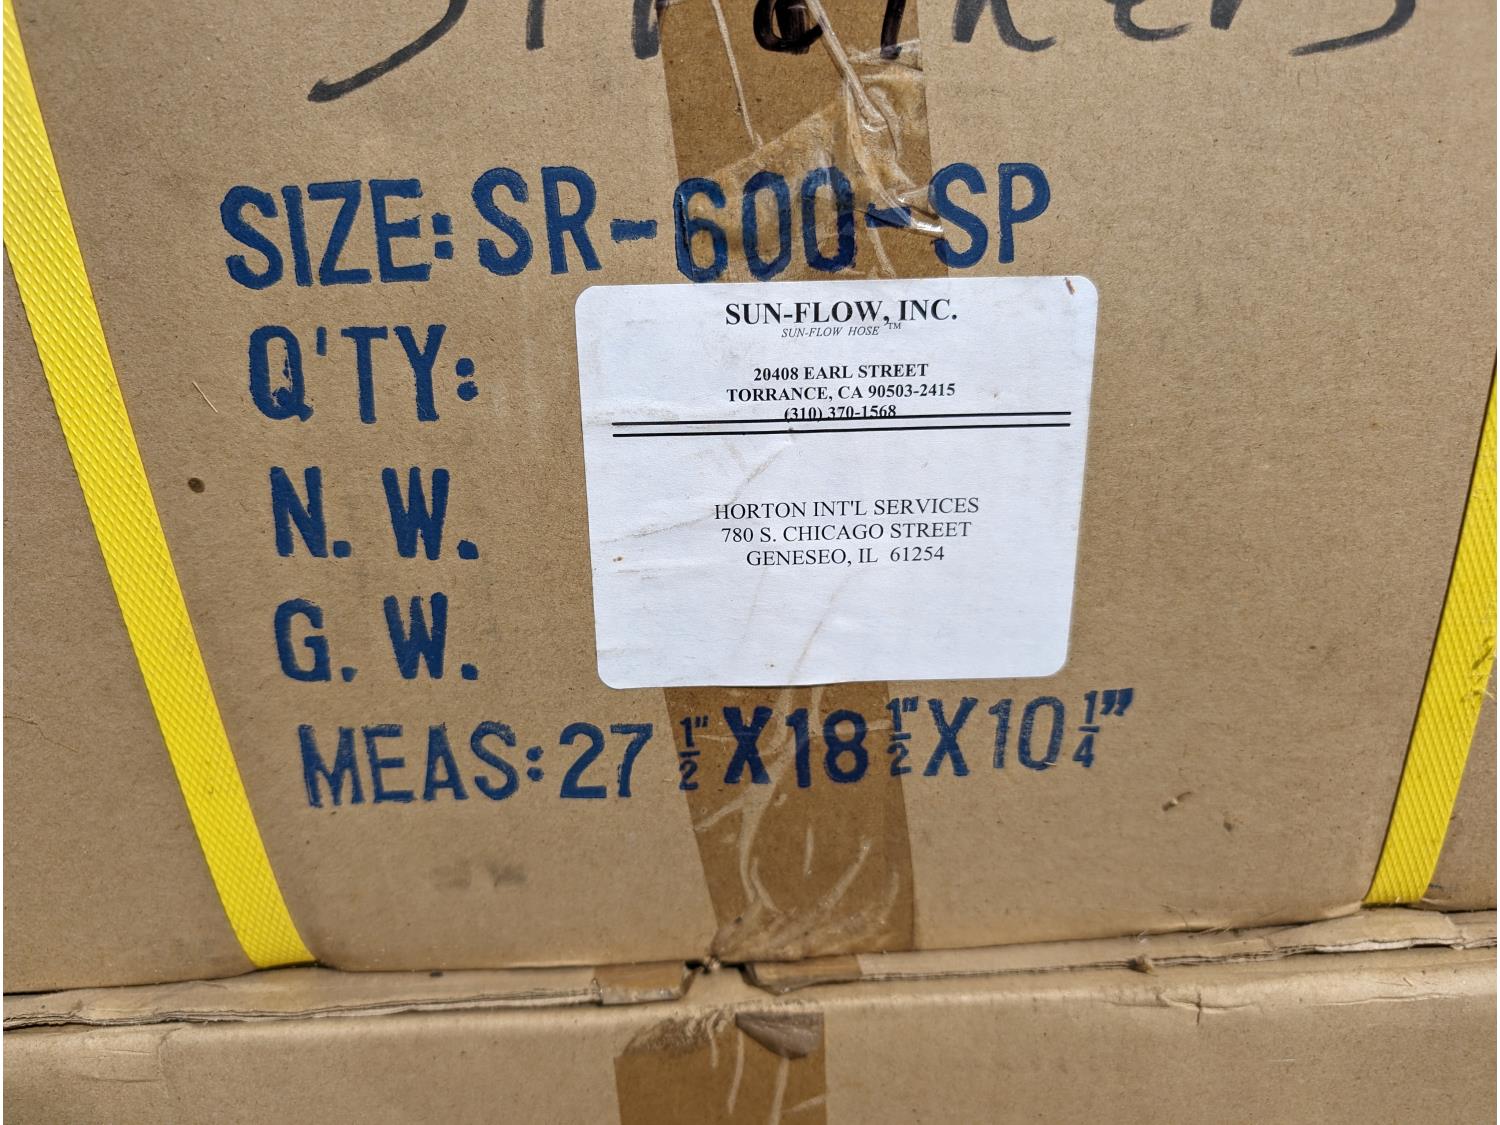 Strainers
SIZE: SR-600-SP
Q'TY:
N. W.
G. W.
MEAS: 27 1/2" X 18 1/2" X 10 1/4"
SUN-FLOW, INC.
SUN-FLOW HOSE ™
20408 EARL STREET
TORRANCE, CA 90503-2415
(310) 370-1568
HORTON INT'L SERVICES
780 S. CHICAGO STREET
GENESEO, IL 61254